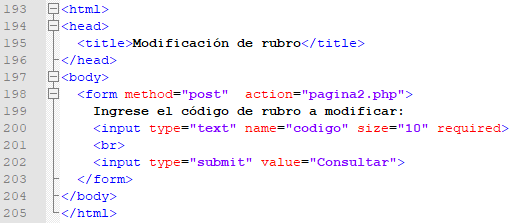 193 <html>
194 <head>
195 <title>Modificación de rubro</title>
196 </head>
197 <body>
198 <form method="post"  action="pagina2.php">
199 Ingrese el código de rubro a modificar:
200 <input type="text" name="codigo" size="10" required>
201 <br>
202 <input type="submit" value="Consultar">
203 </form>
204 </body>
205 </html>